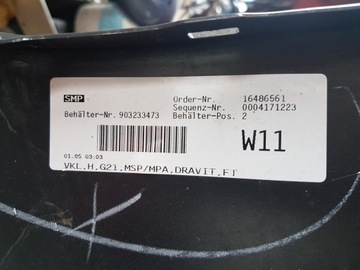 SMP
Order-Nr. 16486561
Sequenz-Nr. 0004171223
Behälter-Nr. 903233473 Behälter-Pos. 2
W11
01.05 03:03
VKL.H.G21.MSP/MPA.DRAVIT.FT